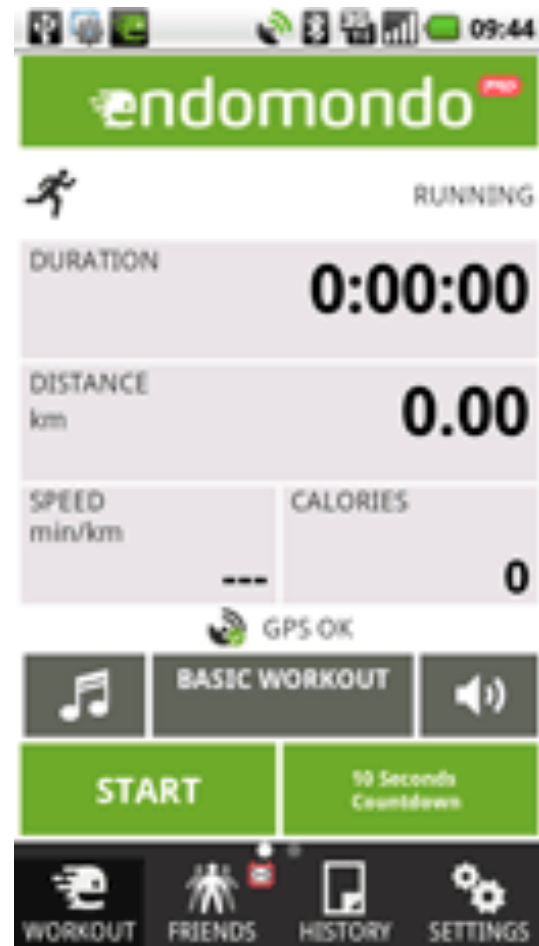 09:44
endomondo PRO
RUNNING
DURATION
0:00:00
DISTANCE
km
0.00
SPEED
min/km
---
CALORIES
0
GPS OK
BASIC WORKOUT
START
10 Seconds
Countdown
WORKOUT
FRIENDS
HISTORY
SETTINGS